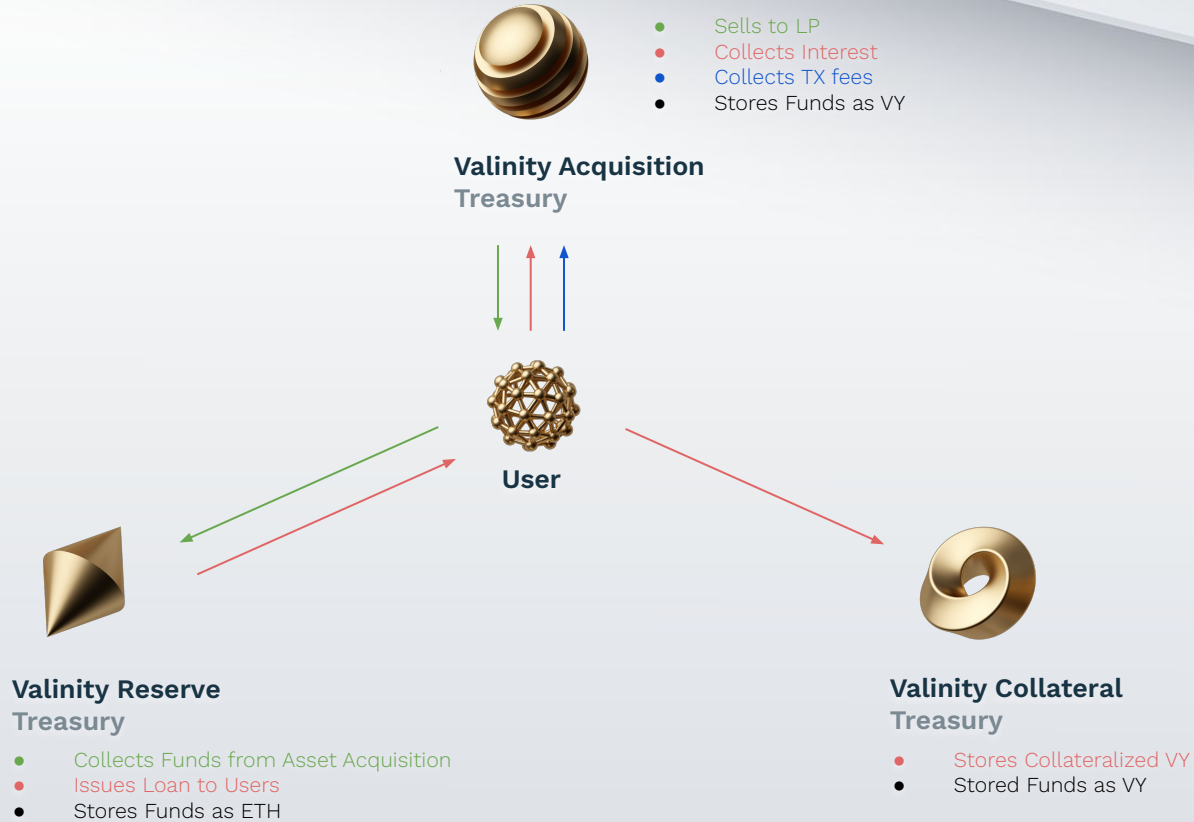 Sells to LP
Collects Interest
Collects TX fees
Stores Funds as VY
Valinity Acquisition
Treasury
User
Valinity Reserve
Treasury
Collects Funds from Asset Acquisition
Issues Loan to Users
Stores Funds as ETH
Valinity Collateral
Treasury
Stores Collateralized VY
Stored Funds as VY